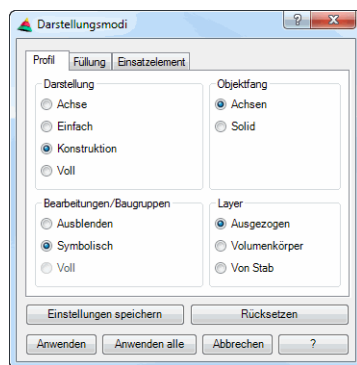 Darstellungsmodi
?
Profil Füllung Einsatzelement
Darstellung
Achse
Einfach
Konstruktion
Voll
Objektfang
Achsen
Solid
Bearbeitungen/Baugruppen
Ausblenden
Symbolisch
Voll
Layer
Ausgezogen
Volumenkörper
Von Stab
Einstellungen speichern Rücksetzen
Anwenden Anwenden alle Abbrechen ?